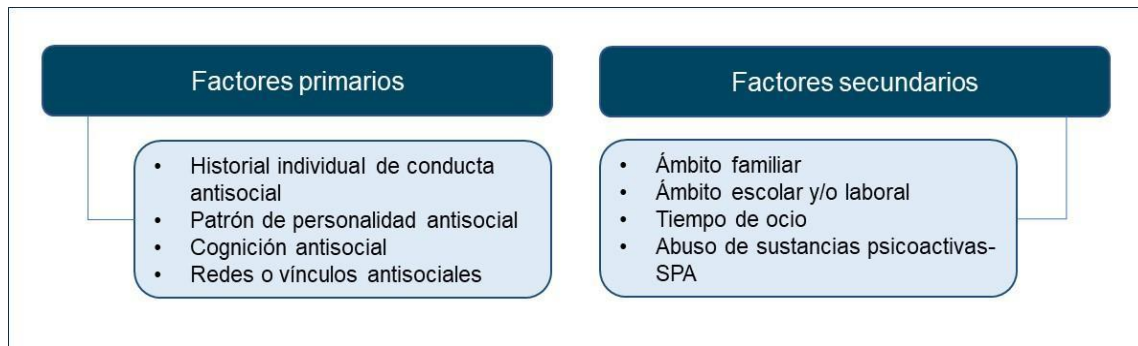 Factores primarios
• Historial individual de conducta
antisocial
• Patrón de personalidad antisocial
• Cognición antisocial
• Redes o vínculos antisociales
Factores secundarios
• Ámbito familiar
• Ámbito escolar y/o laboral
• Tiempo de ocio
• Abuso de sustancias psicoactivas-
SPA